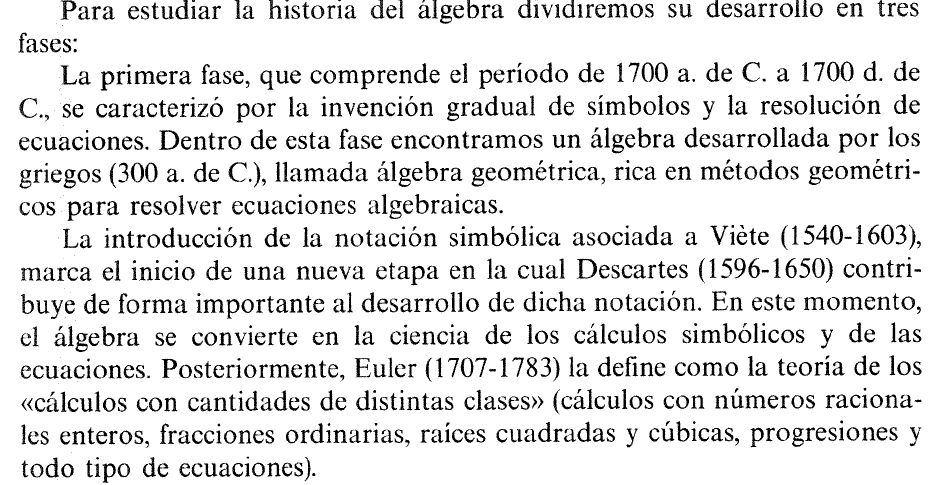 Para estudiar la historia del álgebra dividiremos su desarrollo en tres
fases:
La primera fase, que comprende el período de 1700 a. de C. a 1700 d. de
C., se caracterizó por la invención gradual de símbolos y la resolución de
ecuaciones. Dentro de esta fase encontramos un álgebra desarrollada por los
griegos (300 a. de C.), llamada álgebra geométrica, rica en métodos geométri-
cos para resolver ecuaciones algebraicas.
La introducción de la notación simbólica asociada a Viète (1540-1603),
marca el inicio de una nueva etapa en la cual Descartes (1596-1650) contri-
buye de forma importante al desarrollo de dicha notación. En este momento,
el álgebra se convierte en la ciencia de los cálculos simbólicos y de las
ecuaciones. Posteriormente, Euler (1707-1783) la define como la teoría de los
«cálculos con cantidades de distintas clases» (cálculos con números raciona-
les enteros, fracciones ordinarias, raíces cuadradas y cúbicas, progresiones y
todo tipo de ecuaciones).